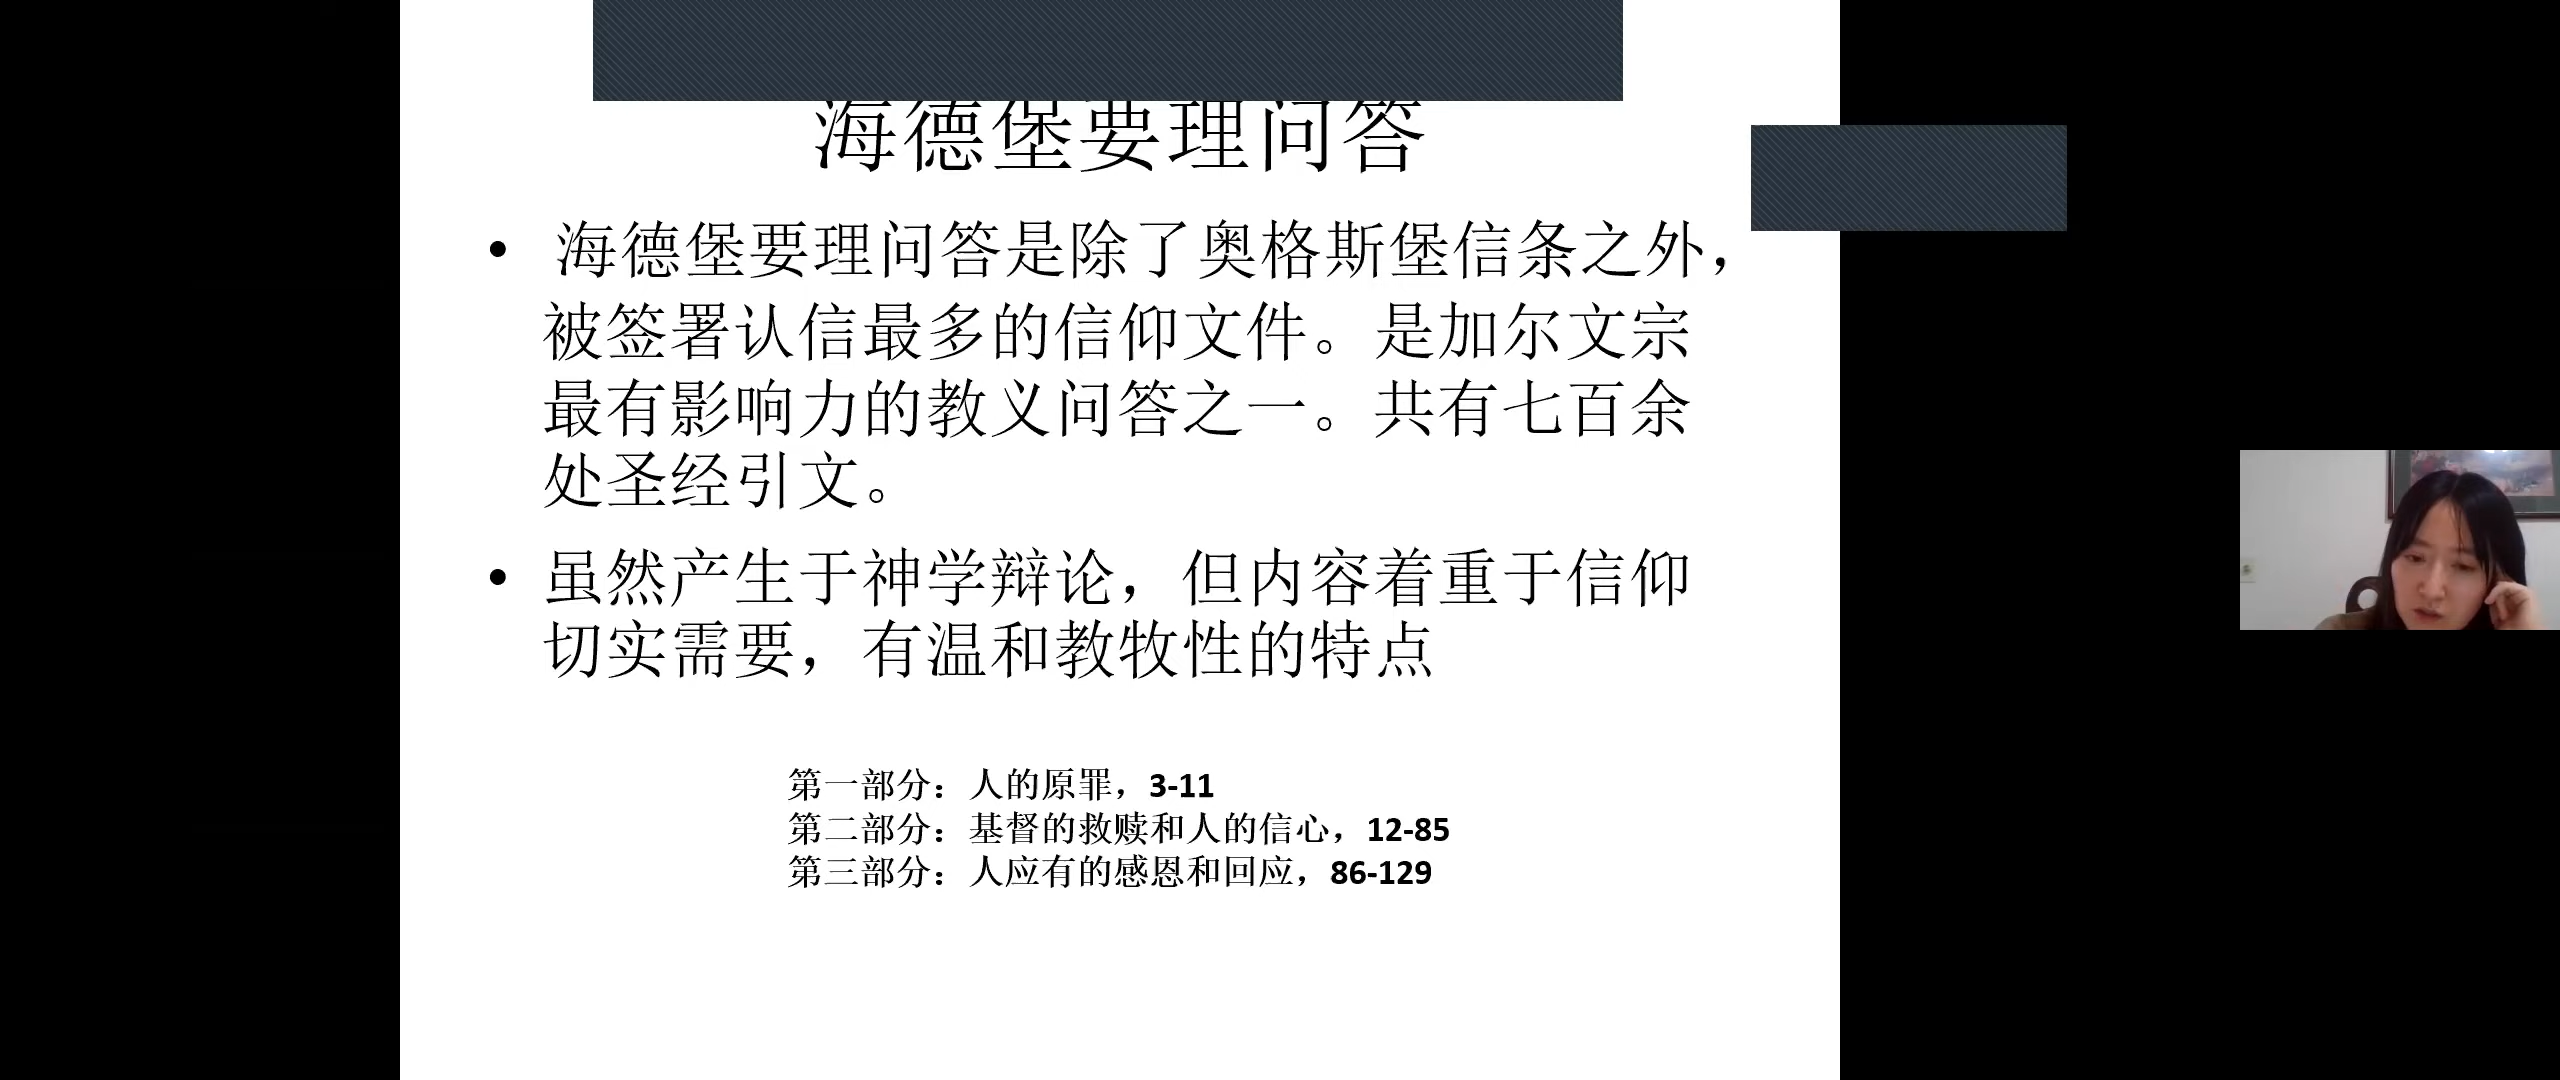 海德堡要理问答
• 海德堡要理问答是除了奥格斯堡信条之外，
被签署认信最多的信仰文件。是加尔文宗
最有影响力的教义问答之一。共有七百余
处圣经引文。
• 虽然产生于神学辩论，但内容着重于信仰
切实需要，有温和教牧性的特点
第一部分：人的原罪，3-11
第二部分：基督的救赎和人的信心，12-85
第三部分：人应有的感恩和回应，86-129